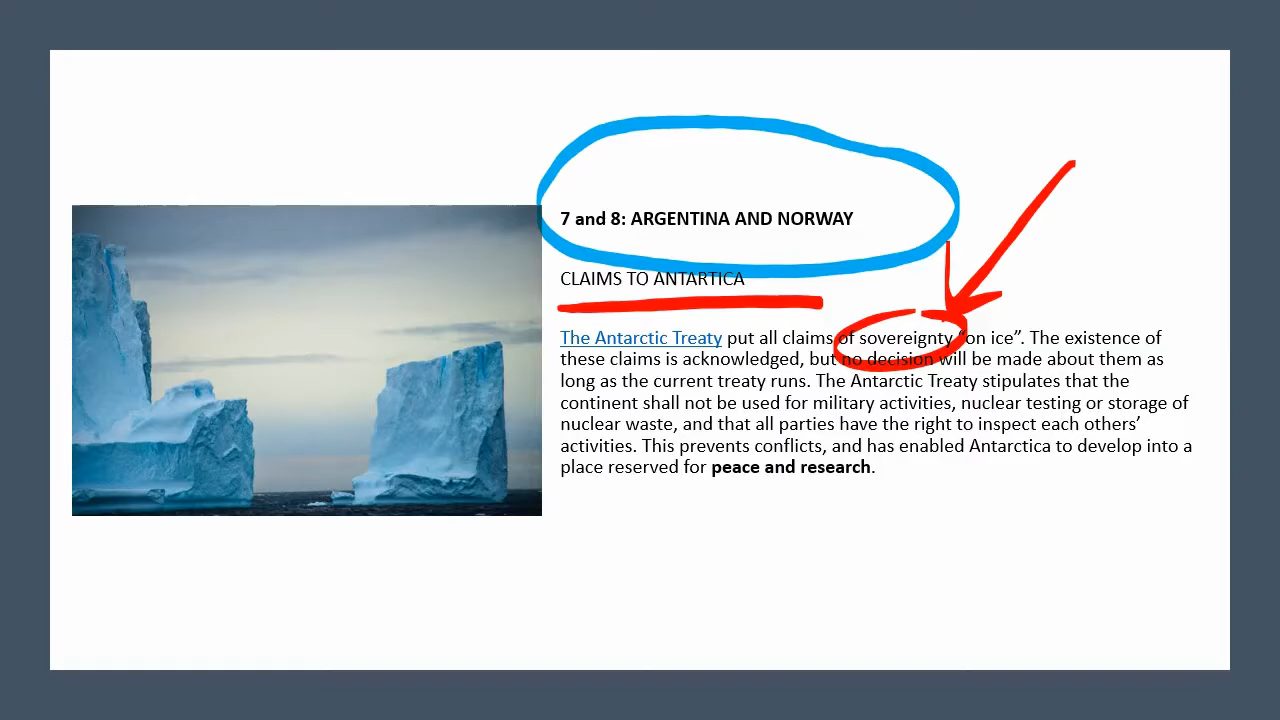 7 and 8: ARGENTINA AND NORWAY
CLAIMS TO ANTARTICA
The Antarctic Treaty put all claims of sovereignty “on ice”. The existence of
these claims is acknowledged, but no decision will be made about them as
long as the current treaty runs. The Antarctic Treaty stipulates that the
continent shall not be used for military activities, nuclear testing or storage of
nuclear waste, and that all parties have the right to inspect each others’
activities. This prevents conflicts, and has enabled Antarctica to develop into a
place reserved for peace and research.